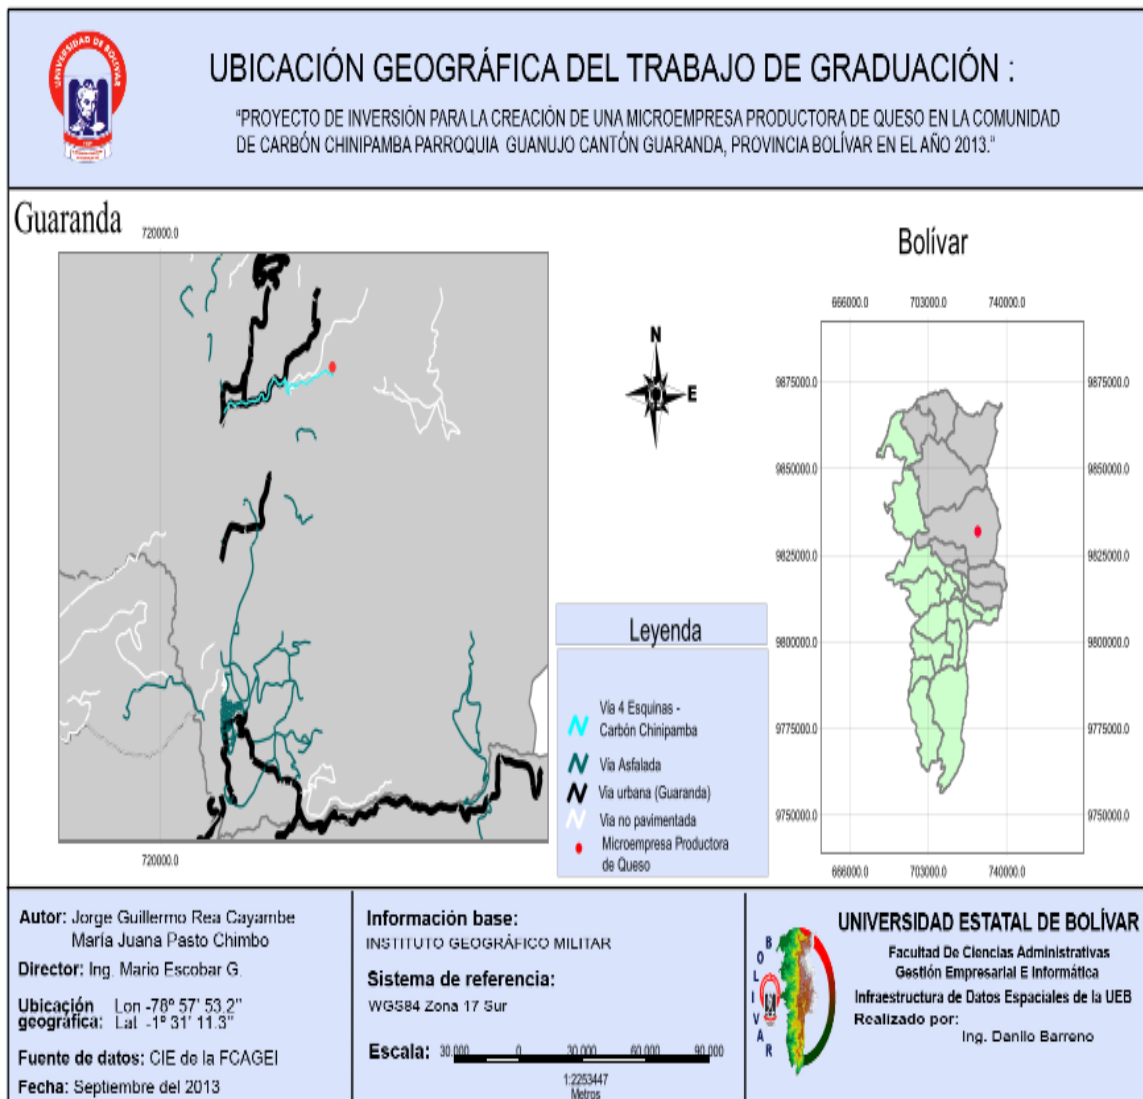 UNIVERSIDAD DE BOLIVAR
UBICACIÓN GEOGRÁFICA DEL TRABAJO DE GRADUACIÓN :
"PROYECTO DE INVERSIÓN PARA LA CREACIÓN DE UNA MICROEMPRESA PRODUCTORA DE QUESO EN LA COMUNIDAD
DE CARBÓN CHINIPAMBA PARROQUIA GUANUJO CANTÓN GUARANDA, PROVINCIA BOLÍVAR EN EL AÑO 2013."
Guaranda
720000.0
720000.0
N
E
Bolívar
666000.0 703000.0 740000.0
9875000.0 9875000.0
9850000.0 9850000.0
9825000.0 9825000.0
9800000.0 9800000.0
9775000.0 9775000.0
9750000.0 9750000.0
666000.0 703000.0 740000.0
Leyenda
Vía 4 Esquinas -
Carbón Chinipamba
Vía Asfalada
Via urbana (Guaranda)
Via no pavimentada
Microempresa Productora
de Queso
Autor: Jorge Guillermo Rea Cayambe
María Juana Pasto Chimbo
Director: Ing. Mario Escobar G.
Ubicación Lon -78º 57' 53.2"
geográfica: Lat -1º 31' 11.3"
Fuente de datos: CIE de la FCAGEI
Fecha: Septiembre del 2013
Información base:
INSTITUTO GEOGRÁFICO MILITAR
Sistema de referencia:
WGS84 Zona 17 Sur
Escala: 30.000 0 30.000 60.000 90.000
1:2253447
Metros
BOLIVAR
UNIVERSIDAD ESTATAL DE BOLÍVAR
Facultad De Ciencias Administrativas
Gestión Empresarial E Informática
Infraestructura de Datos Espaciales de la UEB
Realizado por:
Ing. Danilo Barreno